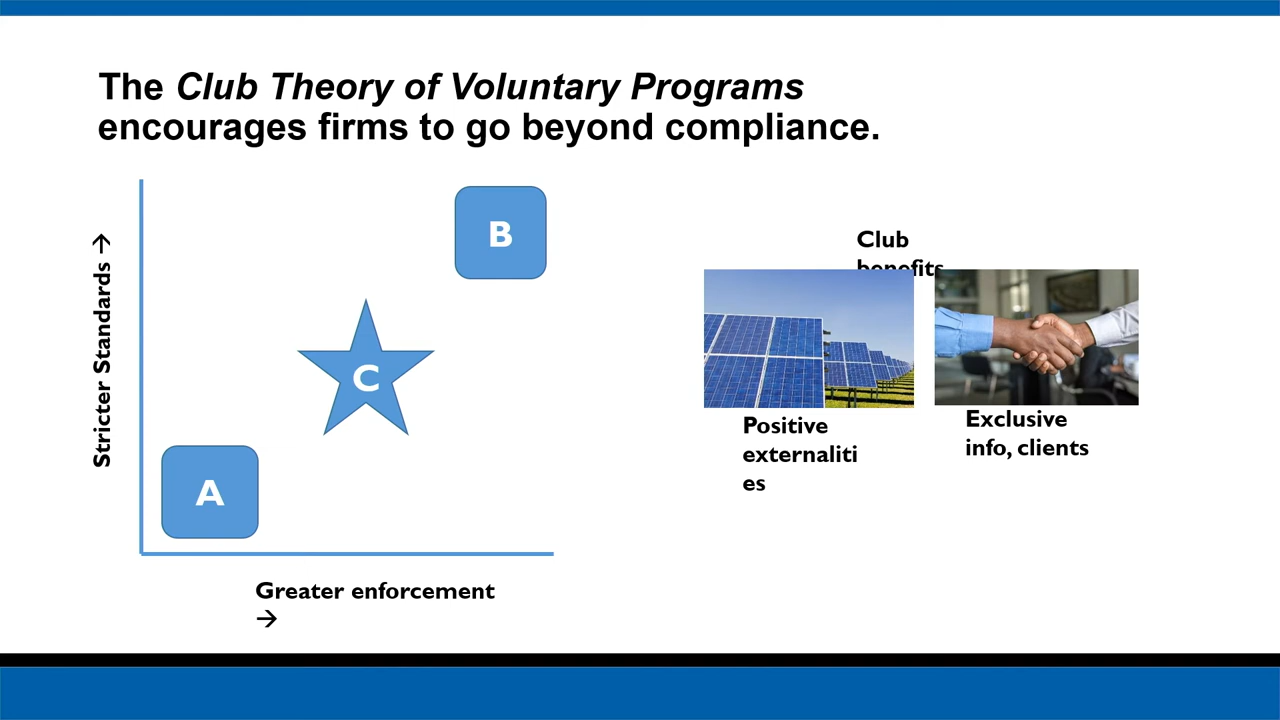 The Club Theory of Voluntary Programs
encourages firms to go beyond compliance.
Stricter Standards →
B
C
A
Greater enforcement
→
Club
benefits
Positive
externaliti
es
Exclusive
info, clients